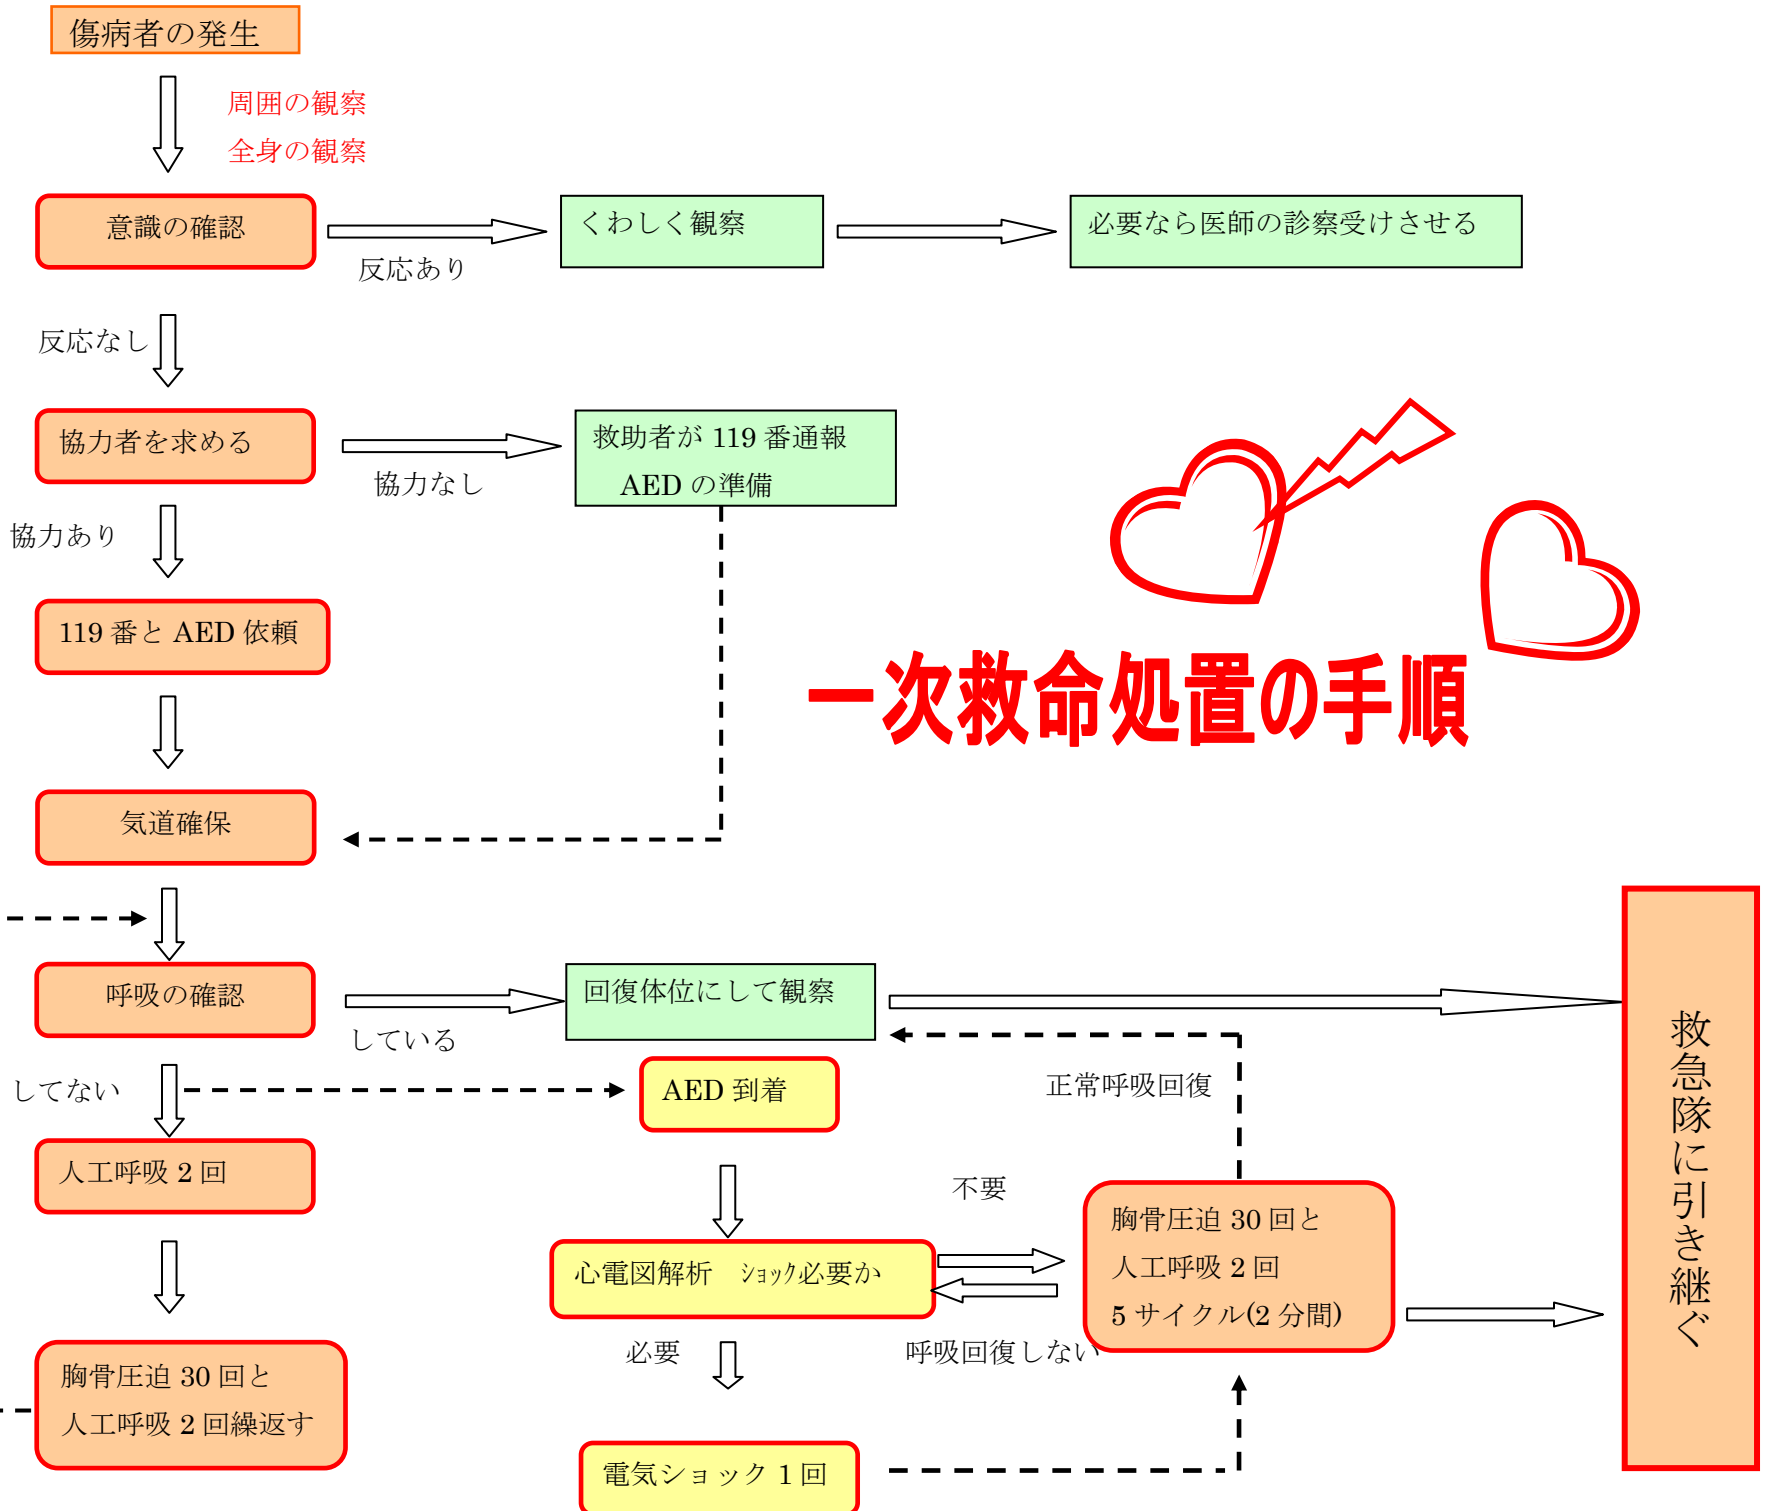 傷病者の発生
周囲の観察
全身の観察
意識の確認
反応あり
くわしく観察
必要なら医師の診察受けさせる
反応なし
協力者を求める
協力なし
救助者が 119 番通報
AED の準備
協力あり
119 番と AED 依頼
一次救命処置の手順
気道確保
呼吸の確認
している
回復体位にして観察
救急隊に引き継ぐ
してない
AED 到着
正常呼吸回復
人工呼吸 2 回
不要
心電図解析　ｼｮｯｸ必要か
胸骨圧迫 30 回と
人工呼吸 2 回
5 サイクル(2 分間)
必要
呼吸回復しない
胸骨圧迫 30 回と
人工呼吸 2 回繰返す
電気ショック 1 回